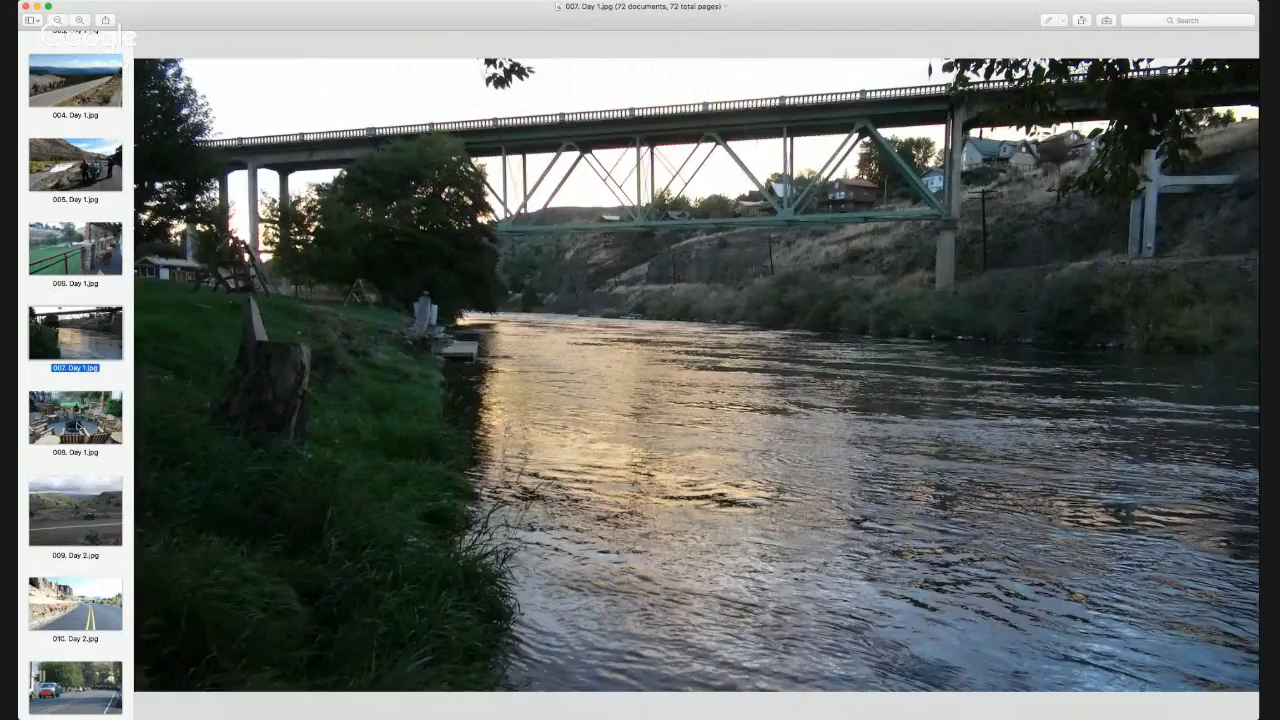 007. Day 1.jpg (72 documents, 72 total pages)
Search
Google
004. Day 1.jpg
005. Day 1.jpg
006. Day 1.jpg
007. Day 1.jpg
008. Day 1.jpg
009. Day 2.jpg
010. Day 2.jpg